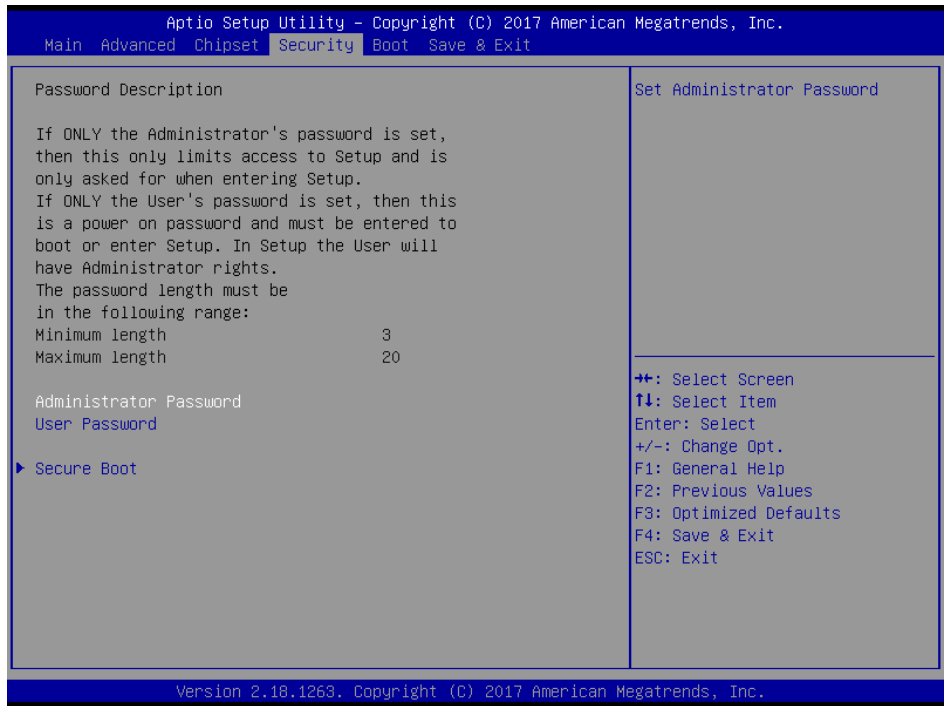 Aptio Setup Utility – Copyright (C) 2017 American Megatrends, Inc.
Main Advanced Chipset Security Boot Save & Exit
Password Description
If ONLY the Administrator's password is set,
then this only limits access to Setup and is
only asked for when entering Setup.
If ONLY the User's password is set, then this
is a power on password and must be entered to
boot or enter Setup. In Setup the User will
have Administrator rights.
The password length must be
in the following range:
Minimum length 3
Maximum length 20
Administrator Password
User Password
Secure Boot
Set Administrator Password
→←: Select Screen
↑↓: Select Item
Enter: Select
+/-: Change Opt.
F1: General Help
F2: Previous Values
F3: Optimized Defaults
F4: Save & Exit
ESC: Exit
Version 2.18.1263. Copyright (C) 2017 American Megatrends, Inc.